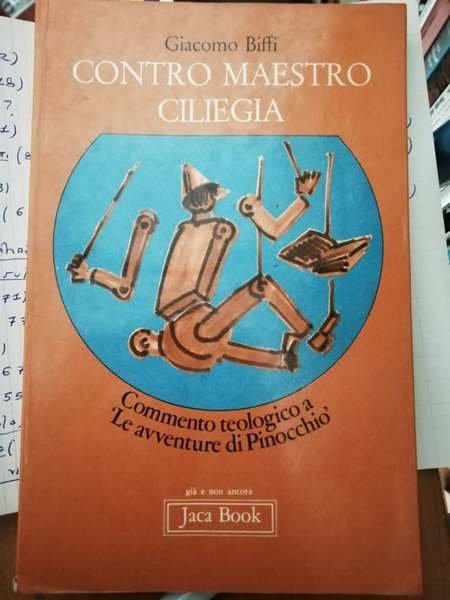 Giacomo Biffi
CONTRO MAESTRO
CILIEGIA
Commento teologico a
'Le avventure di Pinocchio'
già e non ancora
Jaca Book